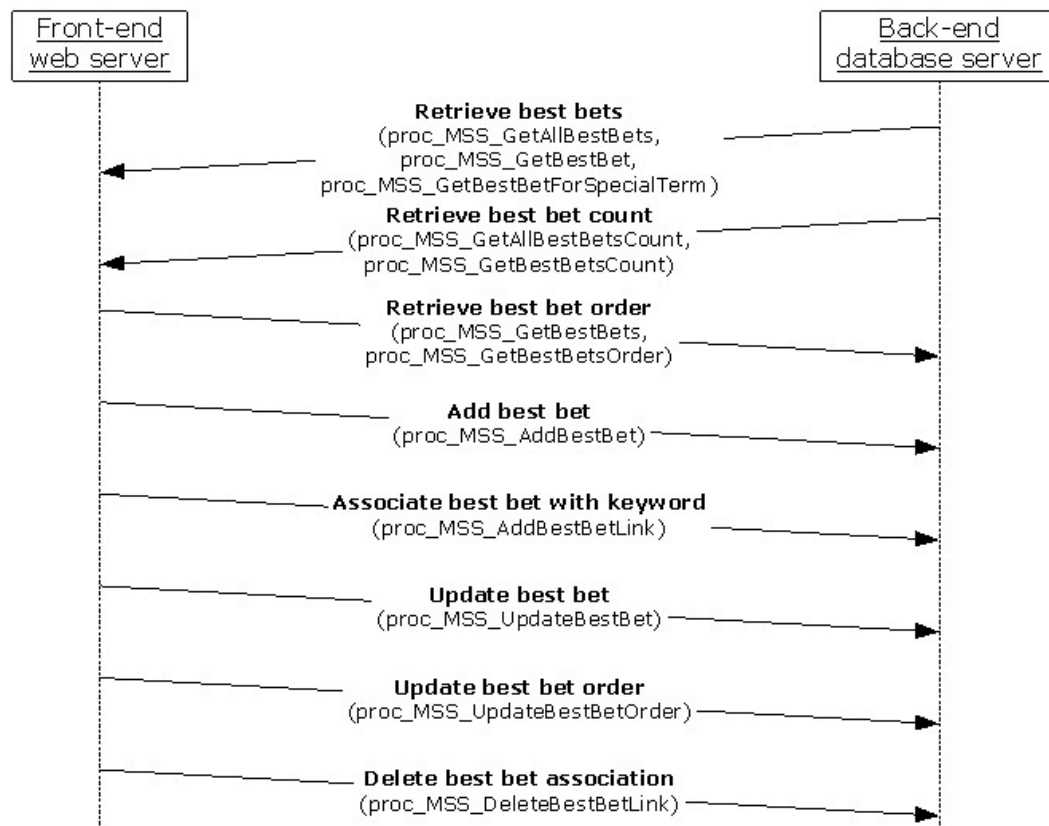 Front-end
web server
Back-end
database server
Retrieve best bets
(proc_MSS_GetAllBestBets,
proc_MSS_GetBestBet,
proc_MSS_GetBestBetForSpecialTerm)
Retrieve best bet count
(proc_MSS_GetAllBestBetsCount,
proc_MSS_GetBestBetsCount)
Retrieve best bet order
(proc_MSS_GetBestBets,
proc_MSS_GetBestBetsOrder)
Add best bet
(proc_MSS_AddBestBet)
Associate best bet with keyword
(proc_MSS_AddBestBetLink)
Update best bet
(proc_MSS_UpdateBestBet)
Update best bet order
(proc_MSS_UpdateBestBetOrder)
Delete best bet association
(proc_MSS_DeleteBestBetLink)